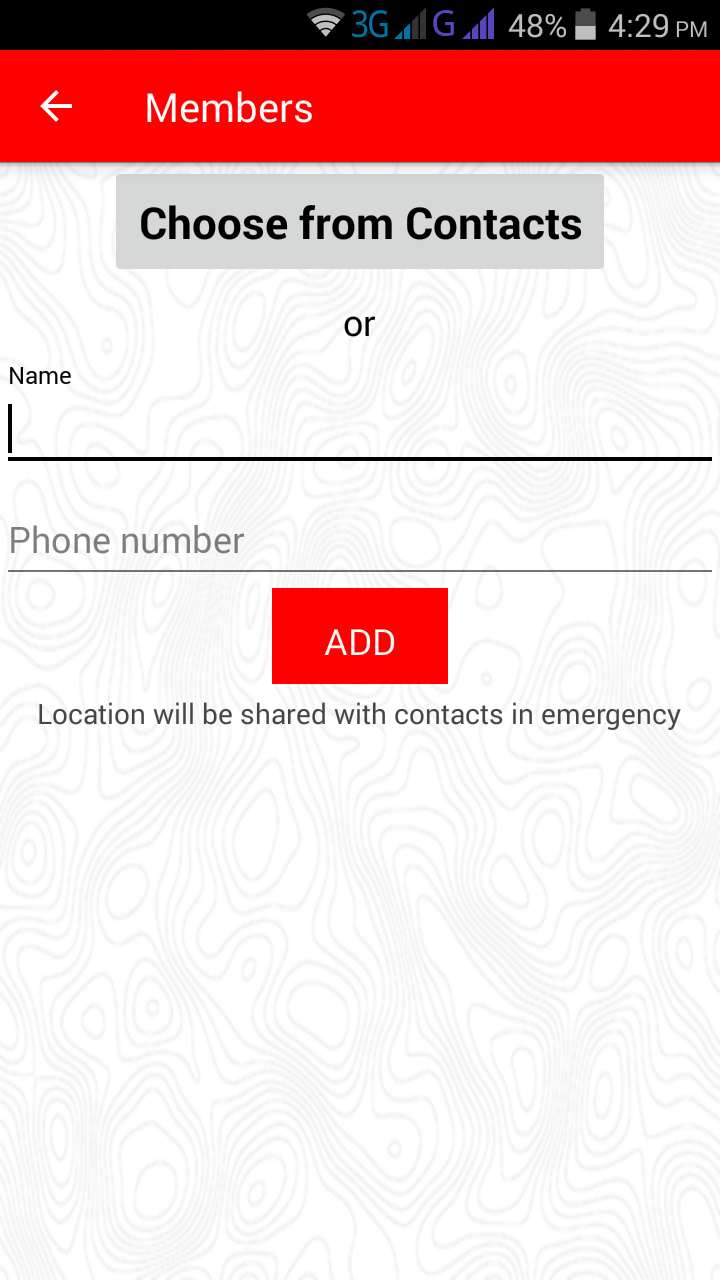 3G G 48% 4:29 PM
Members
Choose from Contacts
or
Name
Phone number
ADD
Location will be shared with contacts in emergency